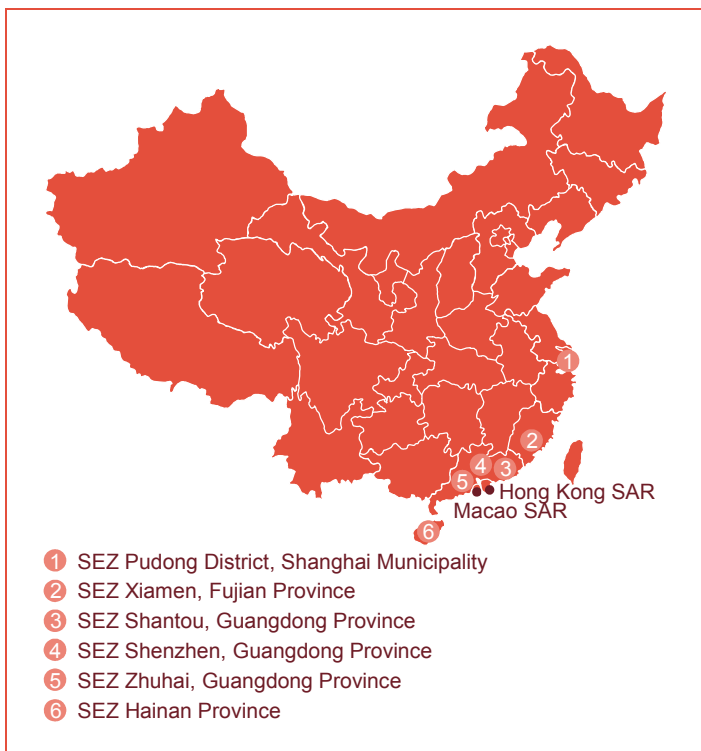 1
2
4
3
5
Hong Kong SAR
Macao SAR
6
1 SEZ Pudong District, Shanghai Municipality
2 SEZ Xiamen, Fujian Province
3 SEZ Shantou, Guangdong Province
4 SEZ Shenzhen, Guangdong Province
5 SEZ Zhuhai, Guangdong Province
6 SEZ Hainan Province